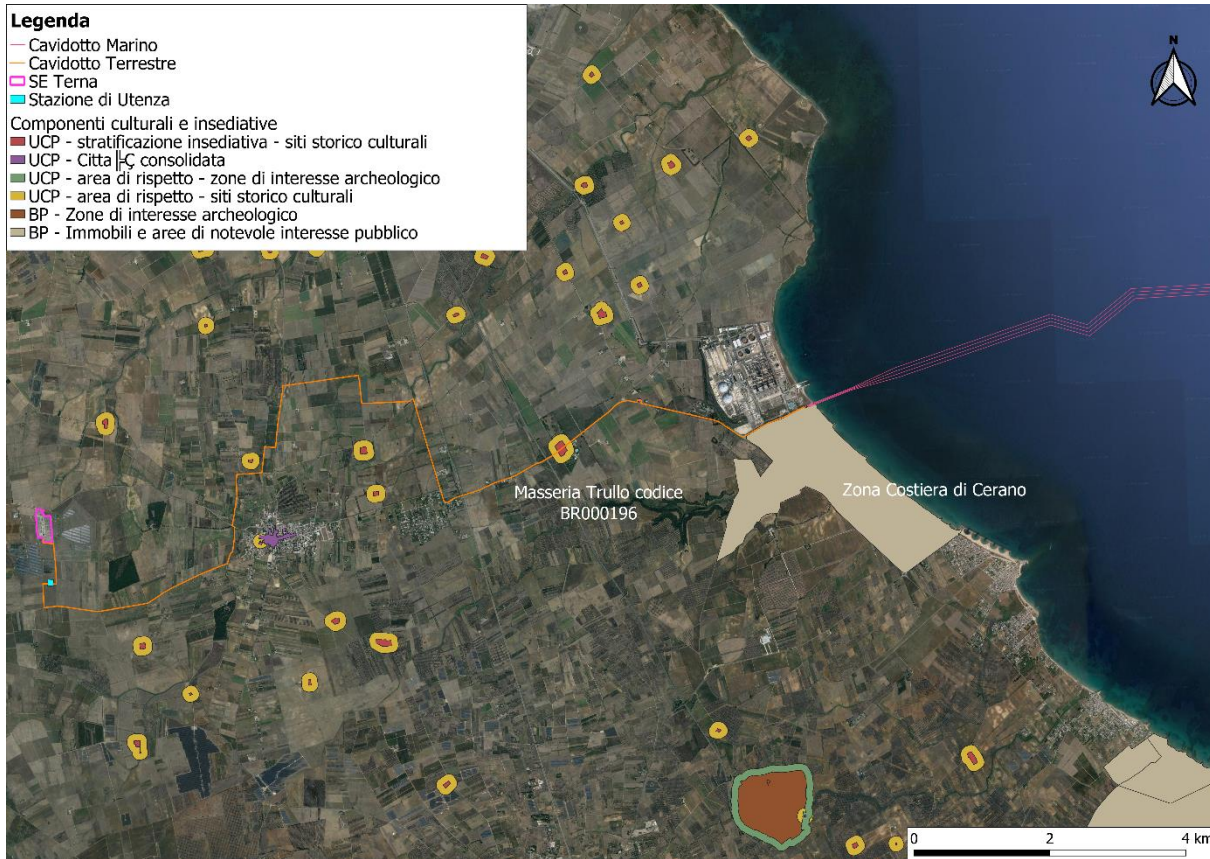 Legenda
Cavidotto Marino
Cavidotto Terrestre
SE Terna
Stazione di Utenza
Componenti culturali e insediative
UCP - stratificazione insediativa - siti storico culturali
UCP - Citta╟Ç consolidata
UCP - area di rispetto - zone di interesse archeologico
UCP - area di rispetto - siti storico culturali
BP - Zone di interesse archeologico
BP - Immobili e aree di notevole interesse pubblico
N
Masseria Trullo codice
BR000196
Zona Costiera di Cerano
0 2 4 km